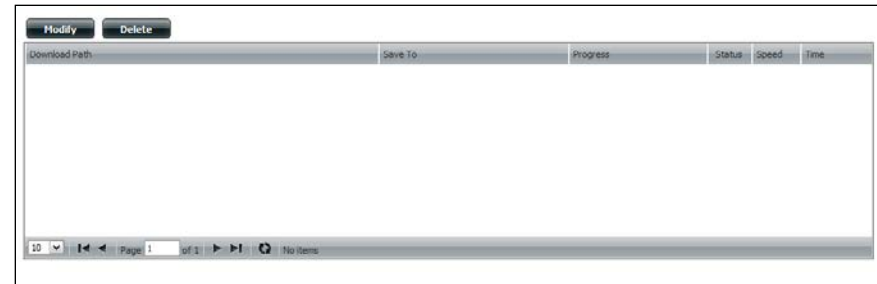 Modify Delete
Download Path Save To Progress Status Speed Time
10 Page 1 of 1 No items